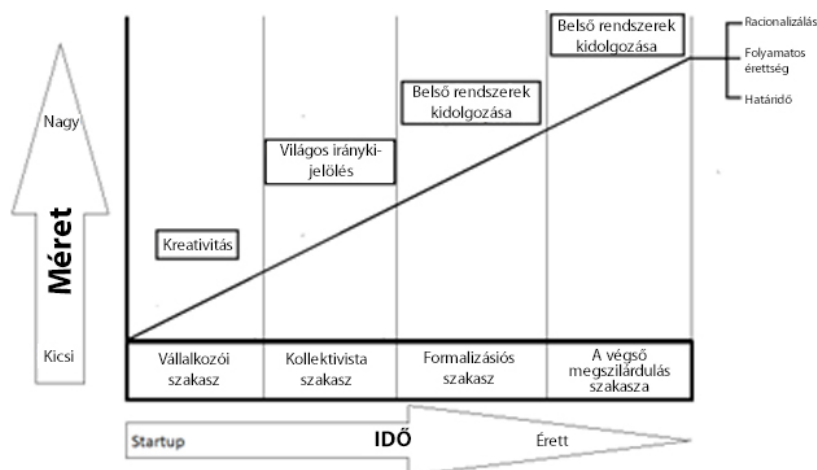 Belső rendszerek
kidolgozása
Racionalizálás
Folyamatos
érettség
Határidő
Belső rendszerek
kidolgozása
Nagy
Világos irányki-
jelölés
Kreativitás
Méret
Kicsi
Vállalkozói
szakasz
Kollektivista
szakasz
Formalizásiós
szakasz
A végső
megszilárdulás
szakasza
Startup
IDŐ
Érett